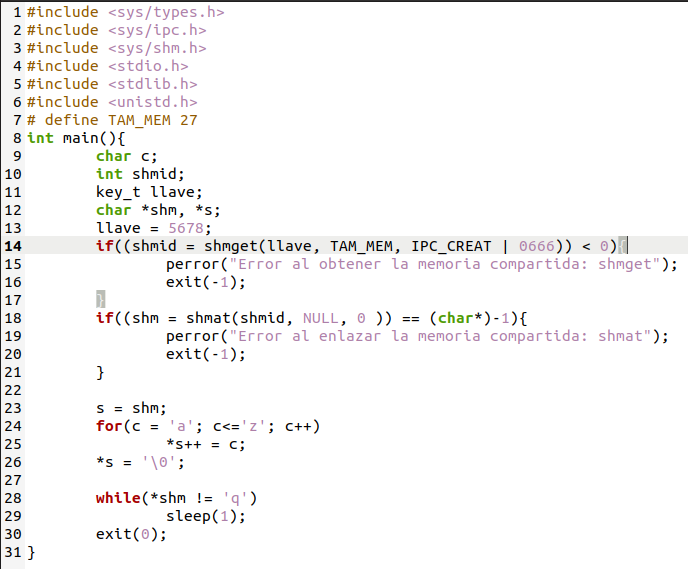 1 #include <sys/types.h>
2 #include <sys/ipc.h>
3 #include <sys/shm.h>
4 #include <stdio.h>
5 #include <stdlib.h>
6 #include <unistd.h>
7 # define TAM_MEM 27
8 int main(){
9         char c;
10         int shmid;
11         key_t llave;
12         char *shm, *s;
13         llave = 5678;
14         if((shmid = shmget(llave, TAM_MEM, IPC_CREAT | 0666)) < 0){
15                 perror("Error al obtener la memoria compartida: shmget");
16                 exit(-1);
17         }
18         if((shm = shmat(shmid, NULL, 0 )) == (char*)-1){
19                 perror("Error al enlazar la memoria compartida: shmat");
20                 exit(-1);
21         }
22
23         s = shm;
24         for(c = 'a'; c<='z'; c++)
25                 *s++ = c;
26         *s = '\0';
27
28         while(*shm != 'q')
29                 sleep(1);
30         exit(0);
31 }